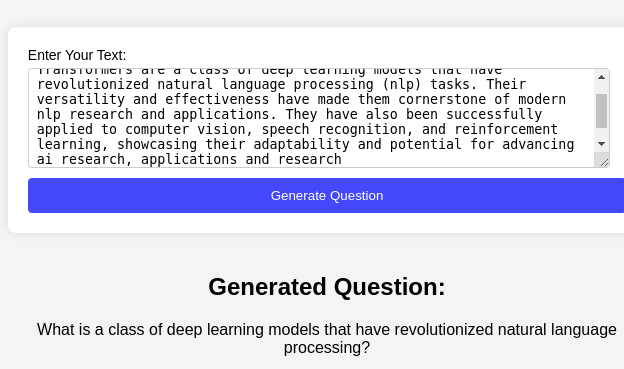 Enter Your Text:
Transformers are a class of deep learning models that have
revolutionized natural language processing (nlp) tasks. Their
versatility and effectiveness have made them cornerstone of modern
nlp research and applications. They have also been successfully
applied to computer vision, speech recognition, and reinforcement
learning, showcasing their adaptability and potential for advancing
ai research, applications and research
Generate Question
Generated Question:
What is a class of deep learning models that have revolutionized natural language
processing?